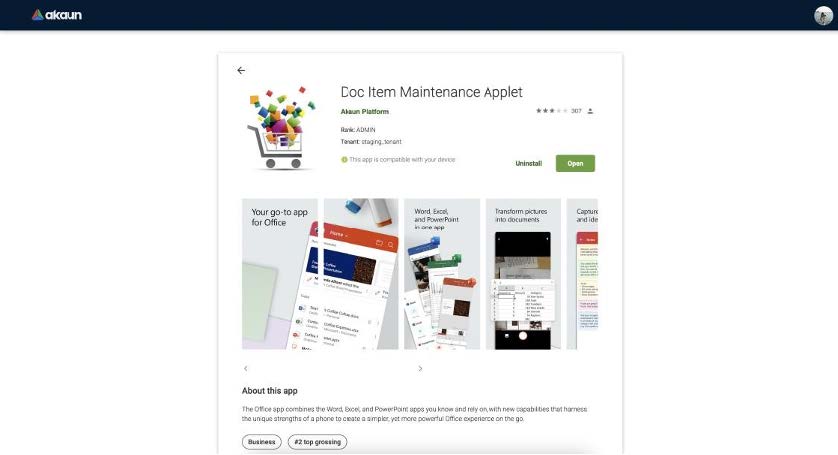 akaun
Doc Item Maintenance Applet
Akaun Platform
307
Rank: ADMIN
Tenant: staging_tenant
This app is compatible with your device
Uninstall
Open
Your go-to app
for Office
Home
Word, Excel,
and PowerPoint
in one app
Transform pictures
into documents
Captur
and ide
About this app
The Office app combines the Word, Excel, and PowerPoint apps you know and rely on, with new capabilities that harness
the unique strengths of a phone to create a simpler, yet more powerful Office experience on the go.
Business
#2 top grossing